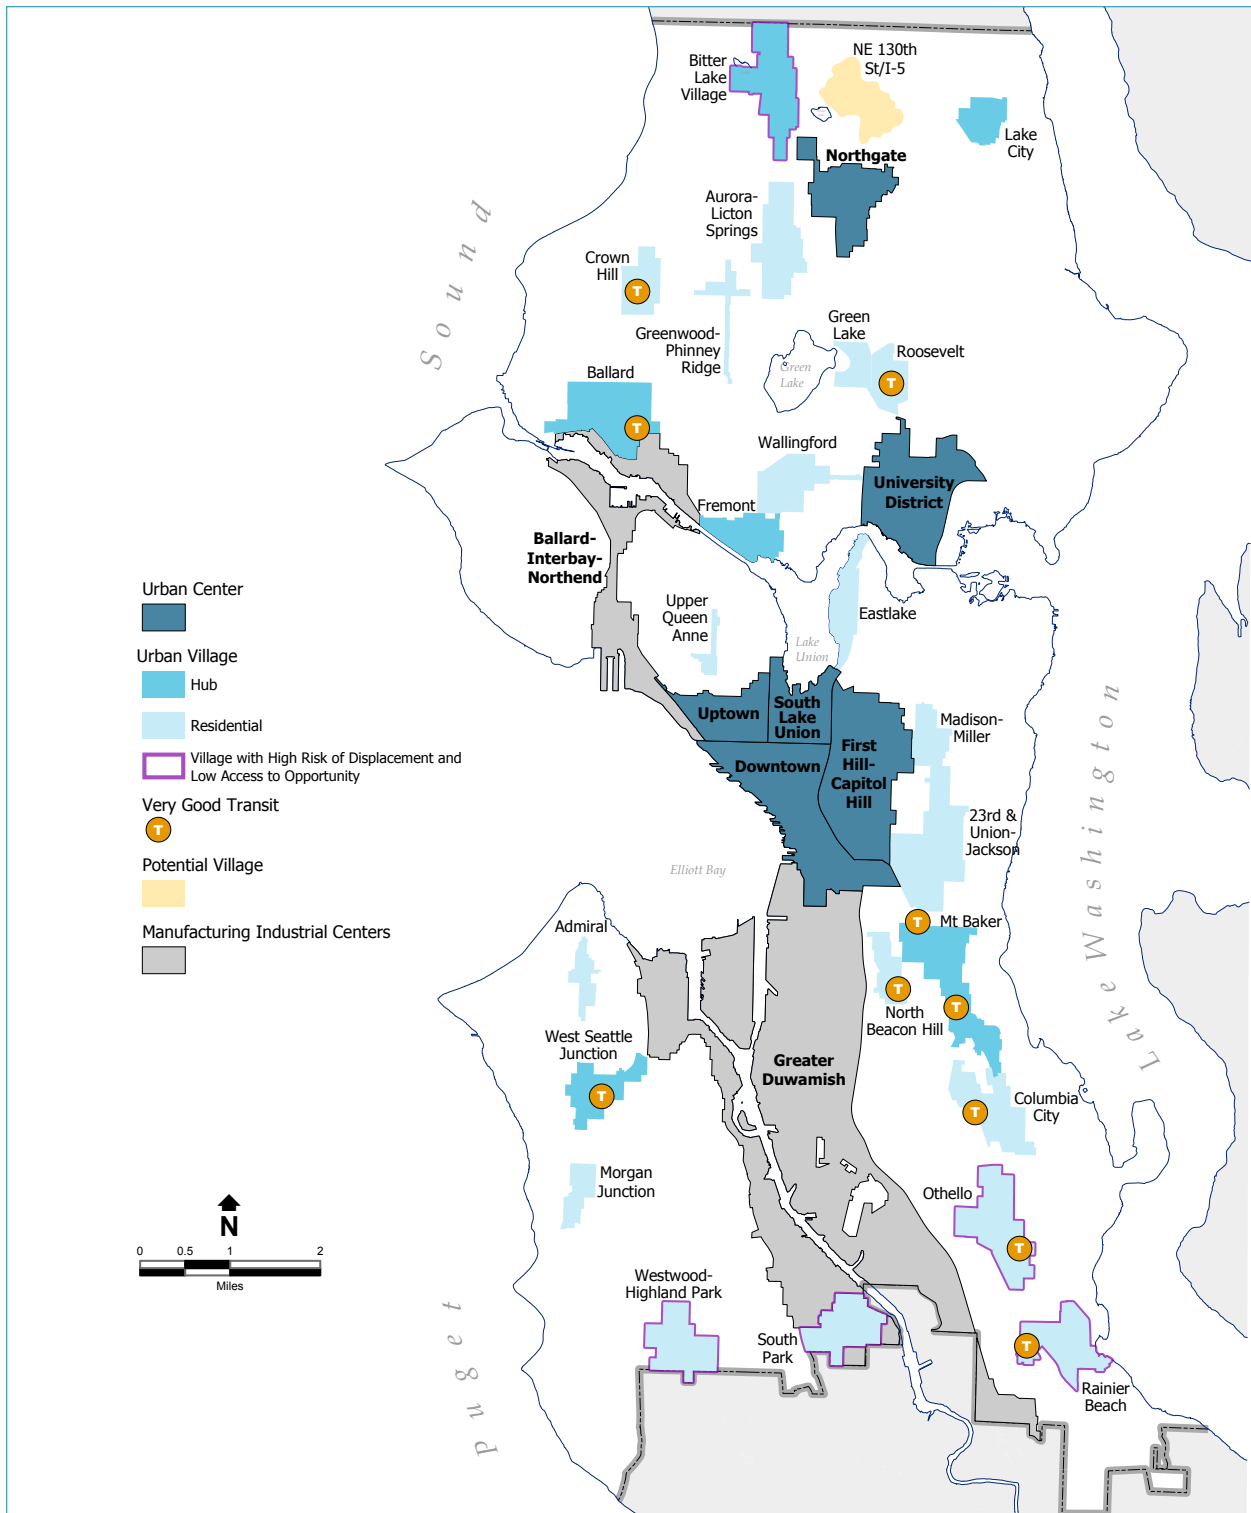 Bitter
Lake
Village
NE 130th
St/I-5
Lake
City
Northgate
Aurora-
Licton
Springs
Sound
Crown
Hill
T
Greenwood-
Phinney
Ridge
Green
Lake
Roosevelt
T
Green
Lake
Ballard
T
Wallingford
University
District
Fremont
Ballard-
Interbay-
Northend
Upper
Queen
Anne
Eastlake
Lake
Union
Urban Center
Urban Village
Hub
Residential
Village with High Risk of Displacement and
Low Access to Opportunity
Very Good Transit
T
Potential Village
Manufacturing Industrial Centers
Uptown
South
Lake
Union
Downtown
First
Hill-
Capitol
Hill
Madison-
Miller
23rd &
Union-
Jackson
Lake Washington
Elliott Bay
Admiral
T
Mt Baker
T
North
Beacon Hill
T
West Seattle
Junction
T
Greater
Duwamish
Columbia
City
T
Morgan
Junction
Othello
T
N
0 0.5 1 2
Miles
Westwood-
Highland Park
South
Park
T
Rainier
Beach
Puget